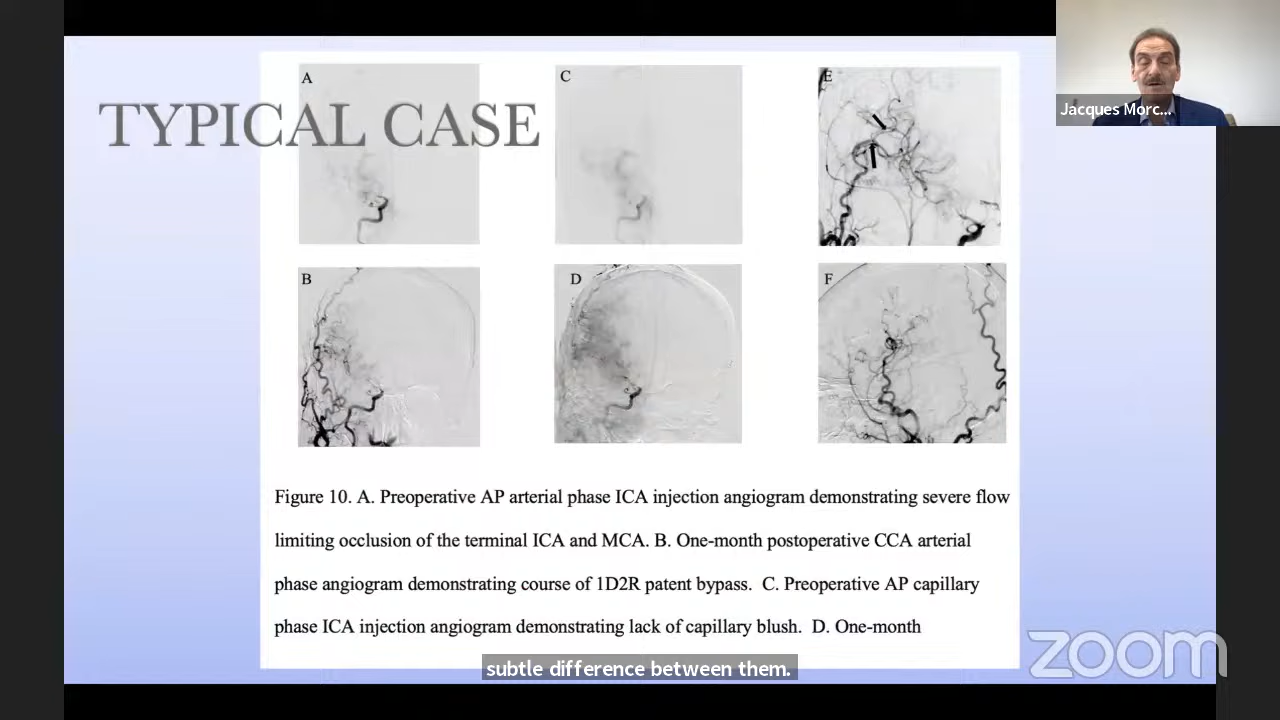 TYPICAL CASE
A
C
E
B
D
F
Figure 10. A. Preoperative AP arterial phase ICA injection angiogram demonstrating severe flow
limiting occlusion of the terminal ICA and MCA. B. One-month postoperative CCA arterial
phase angiogram demonstrating course of 1D2R patent bypass. C. Preoperative AP capillary
phase ICA injection angiogram demonstrating lack of capillary blush. D. One-month
subtle difference between them.
Jacques Morc...
zoom